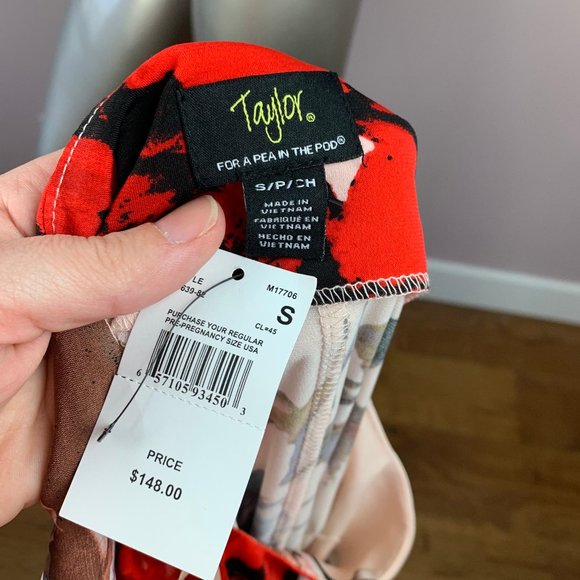 Taylor®
FOR A PEA IN THE POD®
S/P/CH
MADE IN
VIETNAM
FABRIQUÉ EN
VIETNAM
HECHO EN
VIETNAM
M17706
S
CL=45
PURCHASE YOUR REGULAR
PRE-PREGNANCY SIZE USA
6 57105 93450 3
PRICE
$148.00